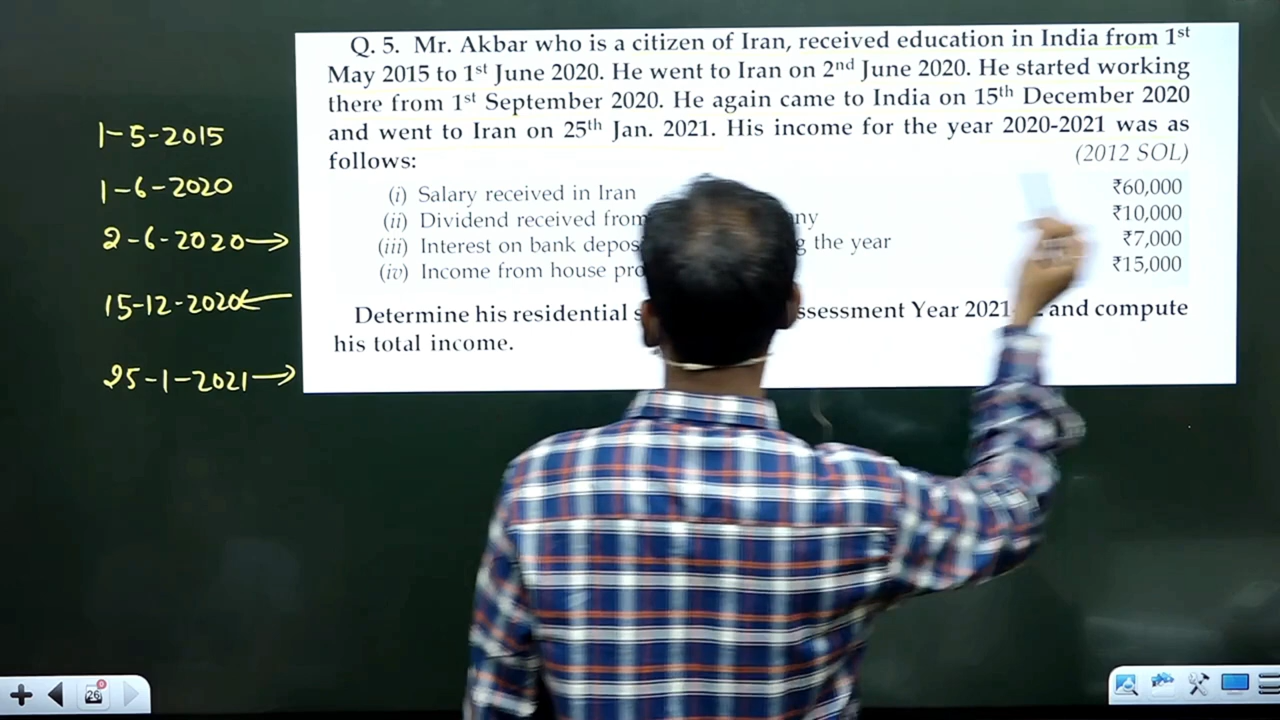 Q. 5. Mr. Akbar who is a citizen of Iran, received education in India from 1st
May 2015 to 1st June 2020. He went to Iran on 2nd June 2020. He started working
there from 1st September 2020. He again came to India on 15th December 2020
and went to Iran on 25th Jan. 2021. His income for the year 2020-2021 was as
follows:
(2012 SOL)
(i) Salary received in Iran ₹60,000
(ii) Dividend received from ₹10,000
(iii) Interest on bank the year ₹7,000
(iv) Income from house ₹15,000
Determine his residential Assessment Year and compute
his total income.
1-5-2015
1-6-2020
2-6-2020→
15-12-2020←
25-1-2021→
26